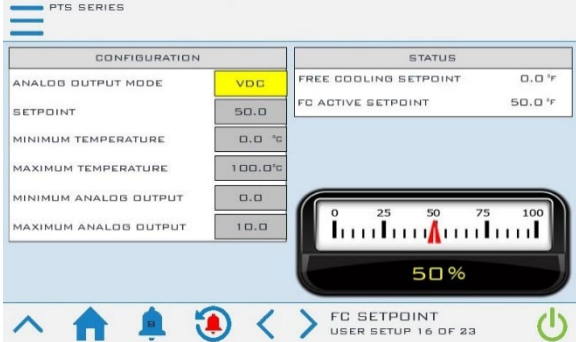 PTS SERIES
CONFIGURATION
ANALOG OUTPUT MODE VDC
SETPOINT 50.0
MINIMUM TEMPERATURE 0.0 °C
MAXIMUM TEMPERATURE 100.0°C
MINIMUM ANALOG OUTPUT 0.0
MAXIMUM ANALOG OUTPUT 10.0
STATUS
FREE COOLING SETPOINT 0.0 °F
FC ACTIVE SETPOINT 50.0 °F
0 25 50 75 100
50%
FC SETPOINT
USER SETUP 16 OF 23